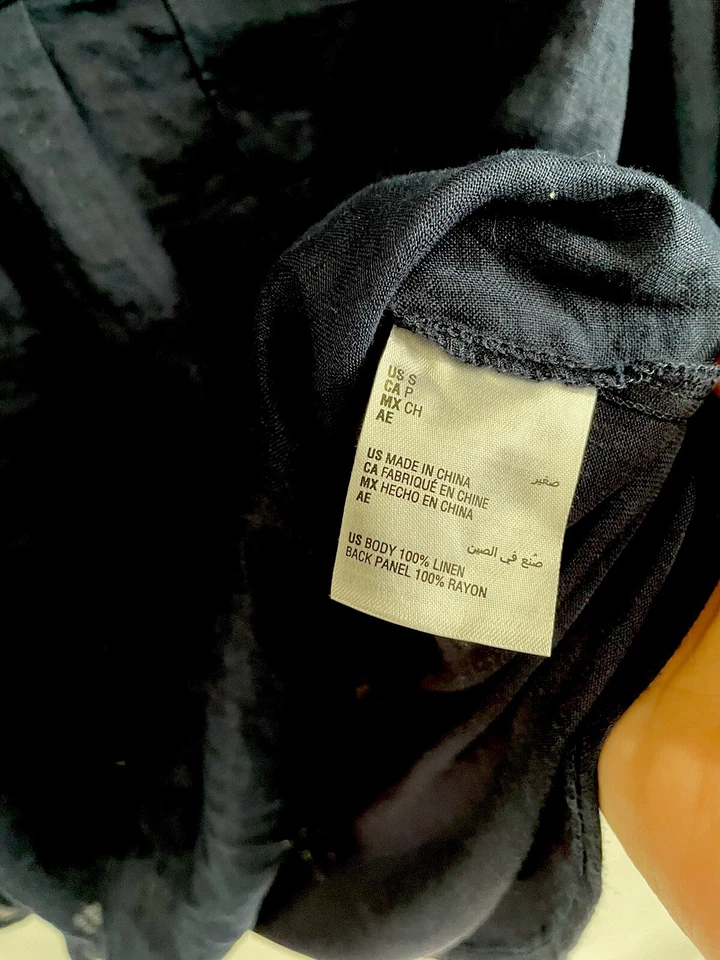 US S
CA P
MX CH
AE
صغير
US MADE IN CHINA
CA FABRIQUÉ EN CHINE
MX HECHO EN CHINA
AE
صُنع في الصين
US BODY 100% LINEN
BACK PANEL 100% RAYON